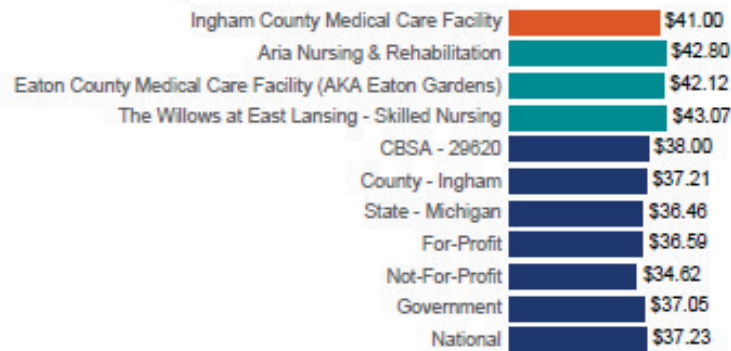 Ingham County Medical Care Facility $41.00
Aria Nursing & Rehabilitation $42.80
Eaton County Medical Care Facility (AKA Eaton Gardens) $42.12
The Willows at East Lansing - Skilled Nursing $43.07
CBSA - 29620 $38.00
County - Ingham $37.21
State - Michigan $36.46
For-Profit $36.59
Not-For-Profit $34.62
Government $37.05
National $37.23